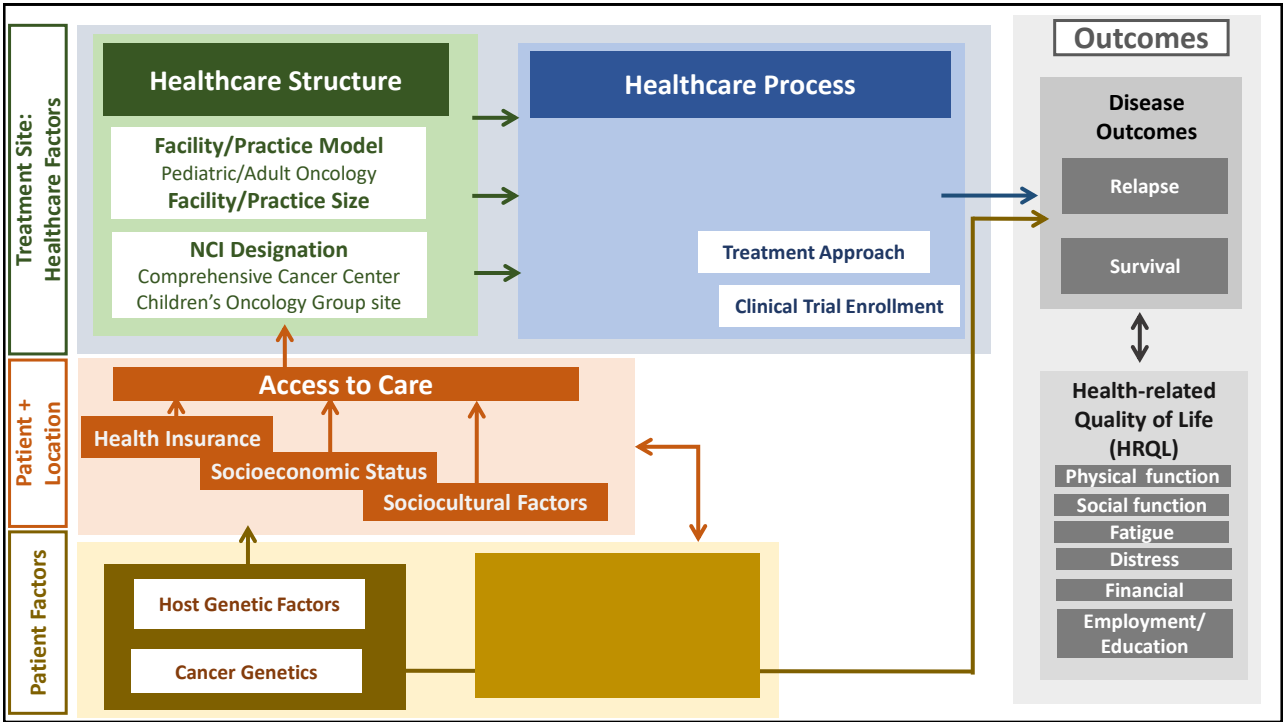 Treatment Site:
Healthcare Factors
Healthcare Structure
Facility/Practice Model
Pediatric/Adult Oncology
Facility/Practice Size
NCI Designation
Comprehensive Cancer Center
Children's Oncology Group site
Healthcare Process
Treatment Approach
Clinical Trial Enrollment
Patient +
Location
Access to Care
Health Insurance
Socioeconomic Status
Sociocultural Factors
Patient Factors
Host Genetic Factors
Cancer Genetics
Outcomes
Disease
Outcomes
Relapse
Survival
Health-related
Quality of Life
(HRQL)
Physical function
Social function
Fatigue
Distress
Financial
Employment/
Education